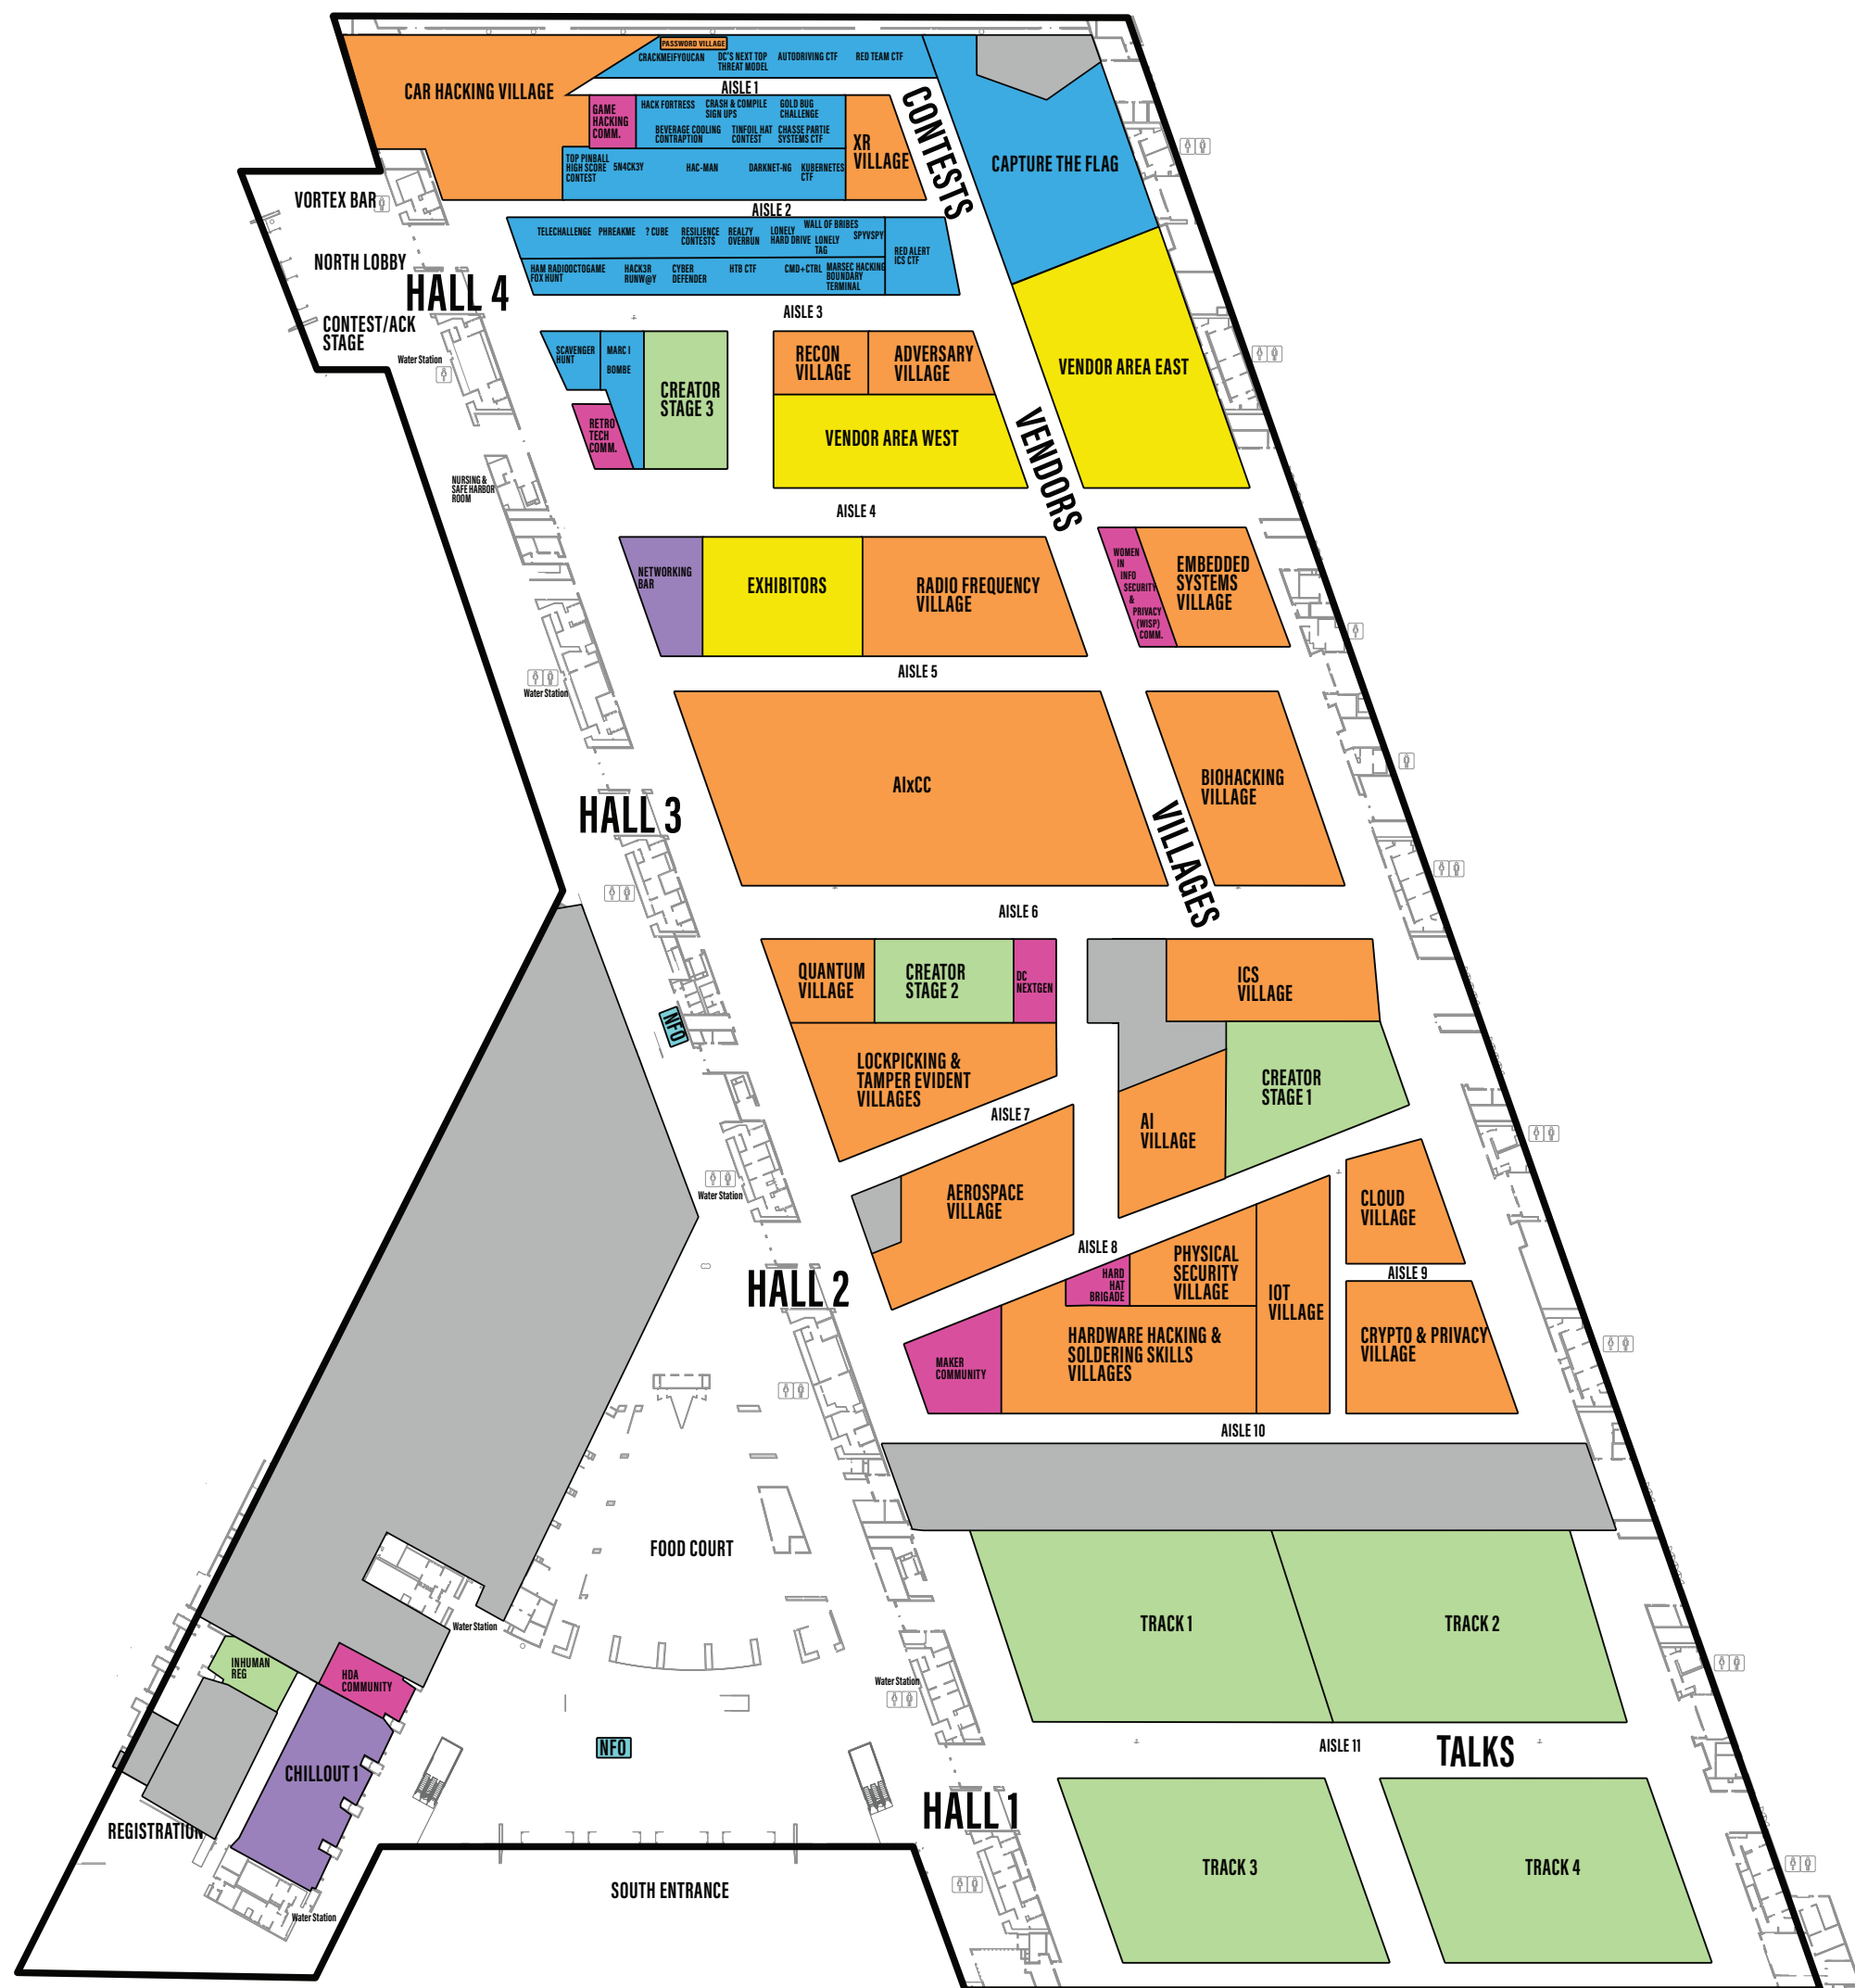 PASSWORD VILLAGE
CRACKMEIFYOUCAN
DC'S NEXT TOP
THREAT MODEL
AUTODRIVING CTF
RED TEAM CTF
CAR HACKING VILLAGE
AISLE 1
GAME
HACKING
COMM.
HACK FORTRESS
CRASH & COMPILE
SIGN UPS
GOLD BUG
CHALLENGE
BEVERAGE COOLING
CONTRAPTION
TINFOIL HAT
CONTEST
CHASSE PARTIE
SYSTEMS CTF
XR
VILLAGE
CONTESTS
CAPTURE THE FLAG
TOP PINBALL
HIGH SCORE
CONTEST
5N4CK3Y
HAC-MAN
DARKNET-NG
KUBERNETES
CTF
VORTEX BAR
AISLE 2
TELECHALLENGE
PHREAKME
? CUBE
RESILIENCE
CONTESTS
REAL7Y
OVERRUN
LONELY
HARD DRIVE
WALL OF BRIBES
LONELY
TAG
SPYVSPY
RED ALERT
ICS CTF
NORTH LOBBY
HAM RADIO
FOX HUNT
OCTOGAME
HACK3R
RUNW@Y
CYBER
DEFENDER
HTB CTF
CMD+CTRL
MARSEC HACKING
BOUNDARY
TERMINAL
HALL 4
AISLE 3
CONTEST/ACK
STAGE
Water Station
SCAVENGER
HUNT
MARC I
BOMBE
CREATOR
STAGE 3
RETRO
TECH
COMM.
RECON
VILLAGE
ADVERSARY
VILLAGE
VENDOR AREA EAST
VENDOR AREA WEST
VENDORS
NURSING &
SAFE HARBOR
ROOM
AISLE 4
NETWORKING
BAR
EXHIBITORS
RADIO FREQUENCY
VILLAGE
WOMEN
IN
INFO
SECURITY
&
PRIVACY
(WISP)
COMM.
EMBEDDED
SYSTEMS
VILLAGE
AISLE 5
Water Station
AIxCC
BIOHACKING
VILLAGE
HALL 3
VILLAGES
AISLE 6
QUANTUM
VILLAGE
CREATOR
STAGE 2
DC
NEXTGEN
ICS
VILLAGE
NFO
LOCKPICKING &
TAMPER EVIDENT
VILLAGES
CREATOR
STAGE 1
AISLE 7
AI
VILLAGE
Water Station
AEROSPACE
VILLAGE
CLOUD
VILLAGE
AISLE 8
HARD
HAT
BRIGADE
PHYSICAL
SECURITY
VILLAGE
IOT
VILLAGE
AISLE 9
HALL 2
MAKER
COMMUNITY
HARDWARE HACKING &
SOLDERING SKILLS
VILLAGES
CRYPTO & PRIVACY
VILLAGE
AISLE 10
FOOD COURT
TRACK 1
TRACK 2
Water Station
INHUMAN
REG
HDA
COMMUNITY
Water Station
NFO
AISLE 11
TALKS
CHILLOUT 1
HALL 1
REGISTRATION
TRACK 3
TRACK 4
SOUTH ENTRANCE
Water Station